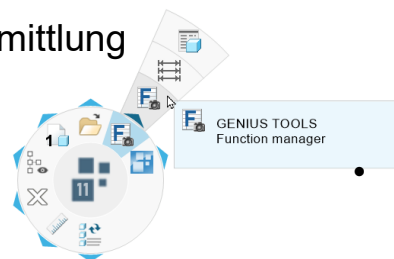 mittlung
GENIUS TOOLS
Function manager
1
11